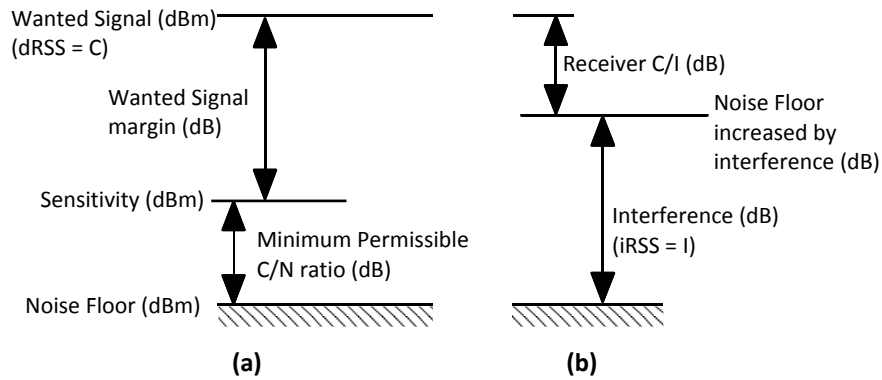 Wanted Signal (dBm)
(dRSS = C)
Wanted Signal
margin (dB)
Sensitivity (dBm)
Minimum Permissible
C/N ratio (dB)
Noise Floor (dBm)
(a)
Receiver C/I (dB)
Noise Floor
increased by
interference (dB)
Interference (dB)
(iRSS = I)
(b)